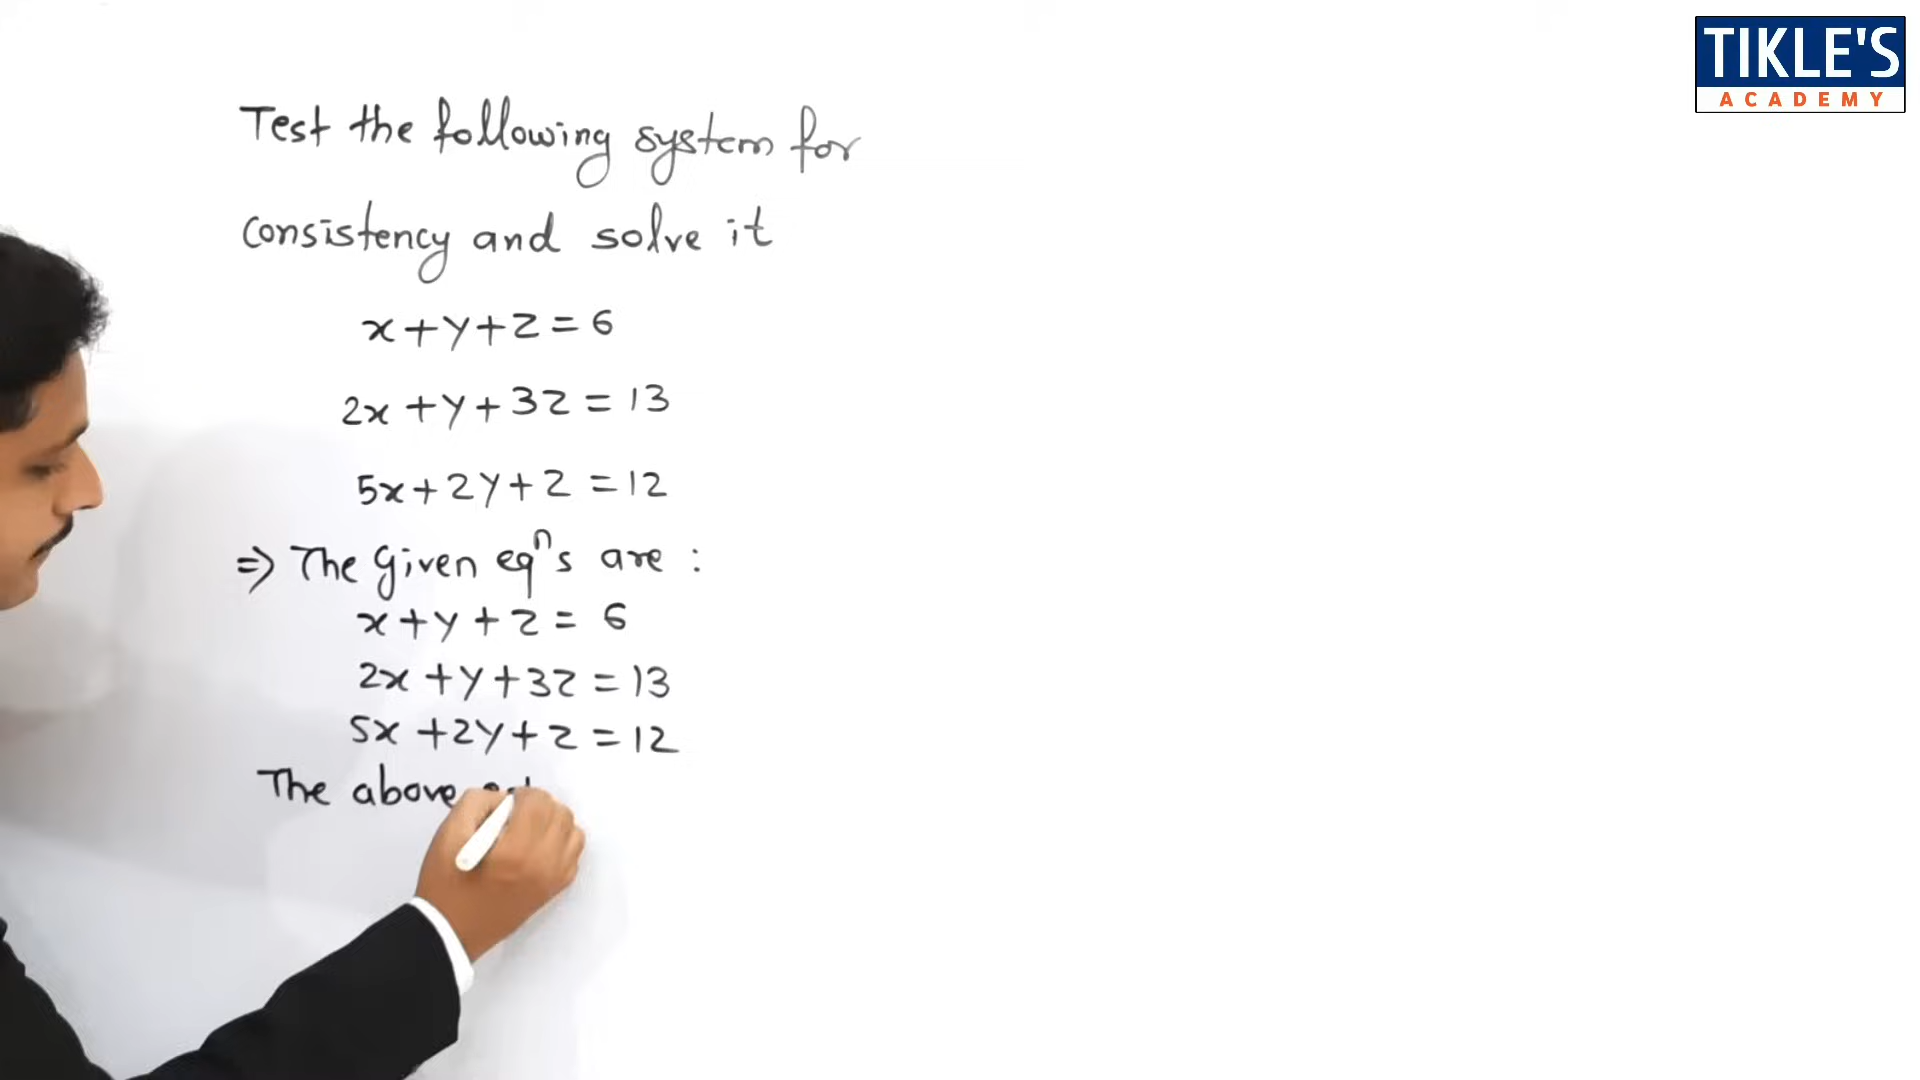 TIKLE'S
ACADEMY
Test the following system for
consistency and solve it
x+y+z=6
2x+y+3z=13
5x+2y+z=12
⇒ The given eqⁿs are :
x+y+z= 6
2x+y+3z=13
5x+2y+z=12
The above